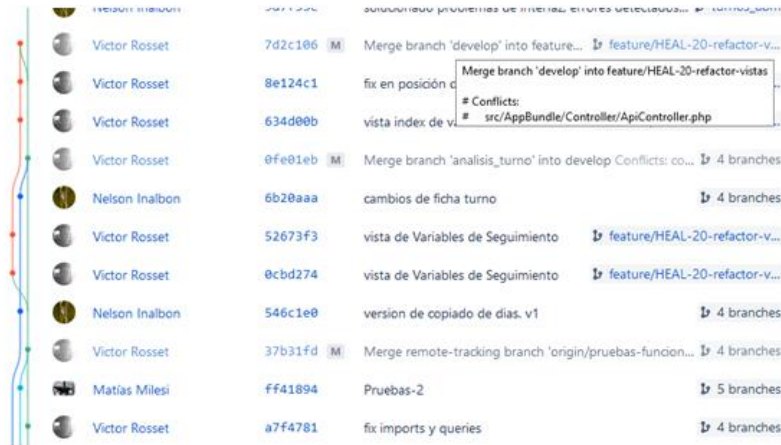 Nelson Inalbon
Victor Rosset 7d2c106 M Merge branch 'develop' into feature... feature/HEAL-20-refactor-v...
Merge branch 'develop' into feature/HEAL-20-refactor-vistas
Victor Rosset 8e124c1 fix en posición
# Conflicts:
# src/AppBundle/Controller/ApiController.php
Victor Rosset 634d00b vista index de
Victor Rosset 0fe01eb M Merge branch 'analisis_turno' into develop Conflicts: co... 4 branches
Nelson Inalbon 6b20aaa cambios de ficha turno 4 branches
Victor Rosset 52673f3 vista de Variables de Seguimiento feature/HEAL-20-refactor-v...
Victor Rosset 0cbd274 vista de Variables de Seguimiento feature/HEAL-20-refactor-v...
Nelson Inalbon 546c1e0 version de copiado de dias. v1 4 branches
Victor Rosset 37b31fd M Merge remote-tracking branch 'origin/pruebas-funcion... 4 branches
Matías Milesi ff41894 Pruebas-2 5 branches
Victor Rosset a7f4781 fix imports y queries 4 branches